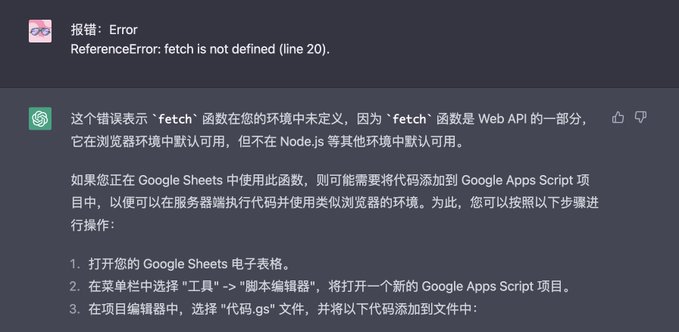 报错：Error
ReferenceError: fetch is not defined (line 20).
这个错误表示 `fetch` 函数在您的环境中未定义，因为 `fetch` 函数是 Web API 的一部分，
它在浏览器环境中默认可用，但不在 Node.js 等其他环境中默认可用。
如果您正在 Google Sheets 中使用此函数，则可能需要将代码添加到 Google Apps Script 项
目中，以便可以在服务器端执行代码并使用类似浏览器的环境。为此，您可以按照以下步骤进
行操作：
1. 打开您的 Google Sheets 电子表格。
2. 在菜单栏中选择 "工具" -> "脚本编辑器"，将打开一个新的 Google Apps Script 项目。
3. 在项目编辑器中，选择 "代码.gs" 文件，并将以下代码添加到文件中：